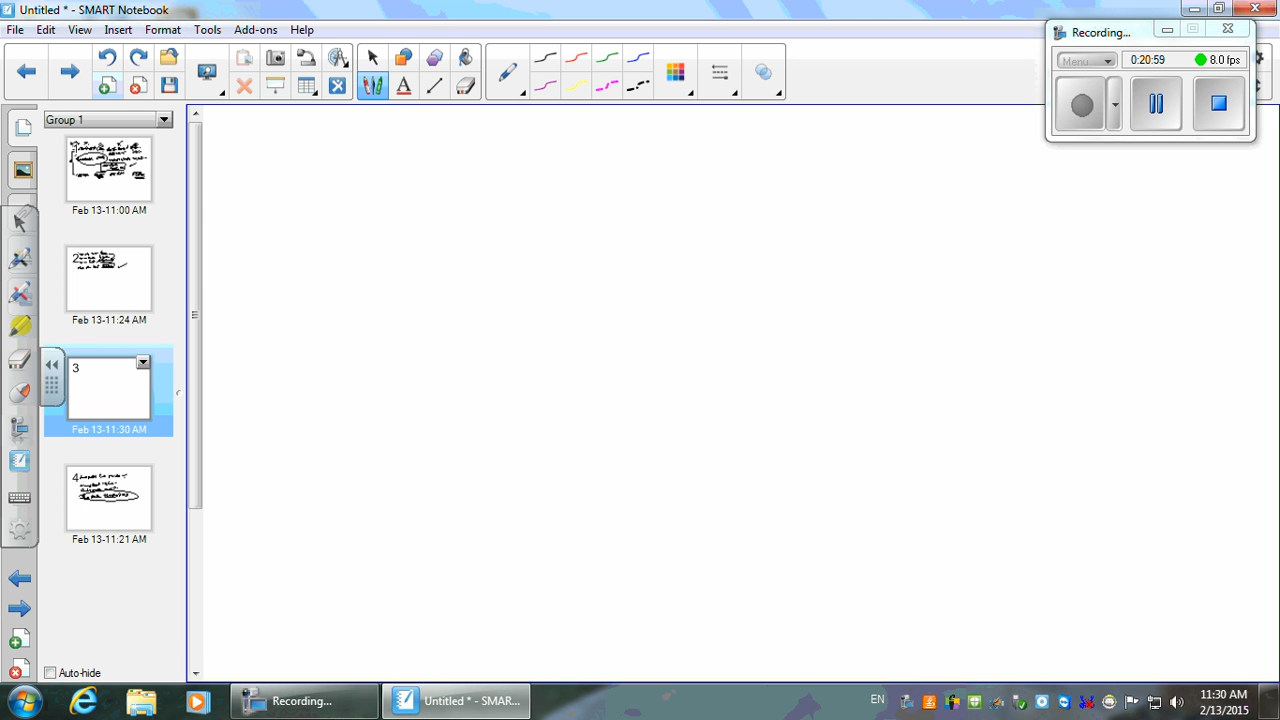 Untitled * - SMART Notebook
File Edit View Insert Format Tools Add-ons Help
Recording...
Menu 0:20:59 8.0 fps
Group 1
Feb 13-11:00 AM
2
Feb 13-11:24 AM
3
Feb 13-11:30 AM
4
Feb 13-11:21 AM
Auto-hide
Recording...
Untitled * - SMAR...
EN
11:30 AM
2/13/2015